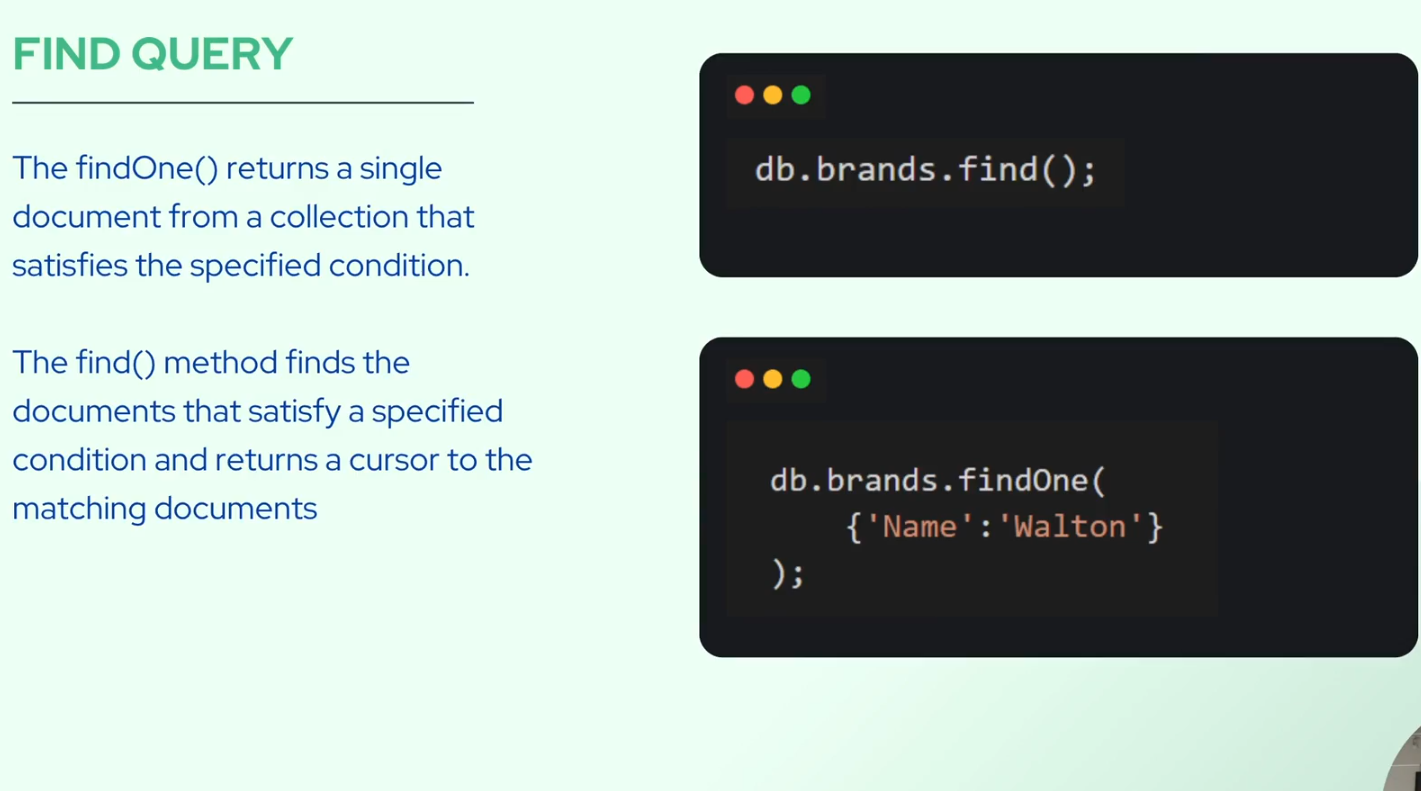 FIND QUERY
The findOne() returns a single
document from a collection that
satisfies the specified condition.
The find() method finds the
documents that satisfy a specified
condition and returns a cursor to the
matching documents
db.brands.find();
db.brands.findOne(
{'Name':'Walton'}
);